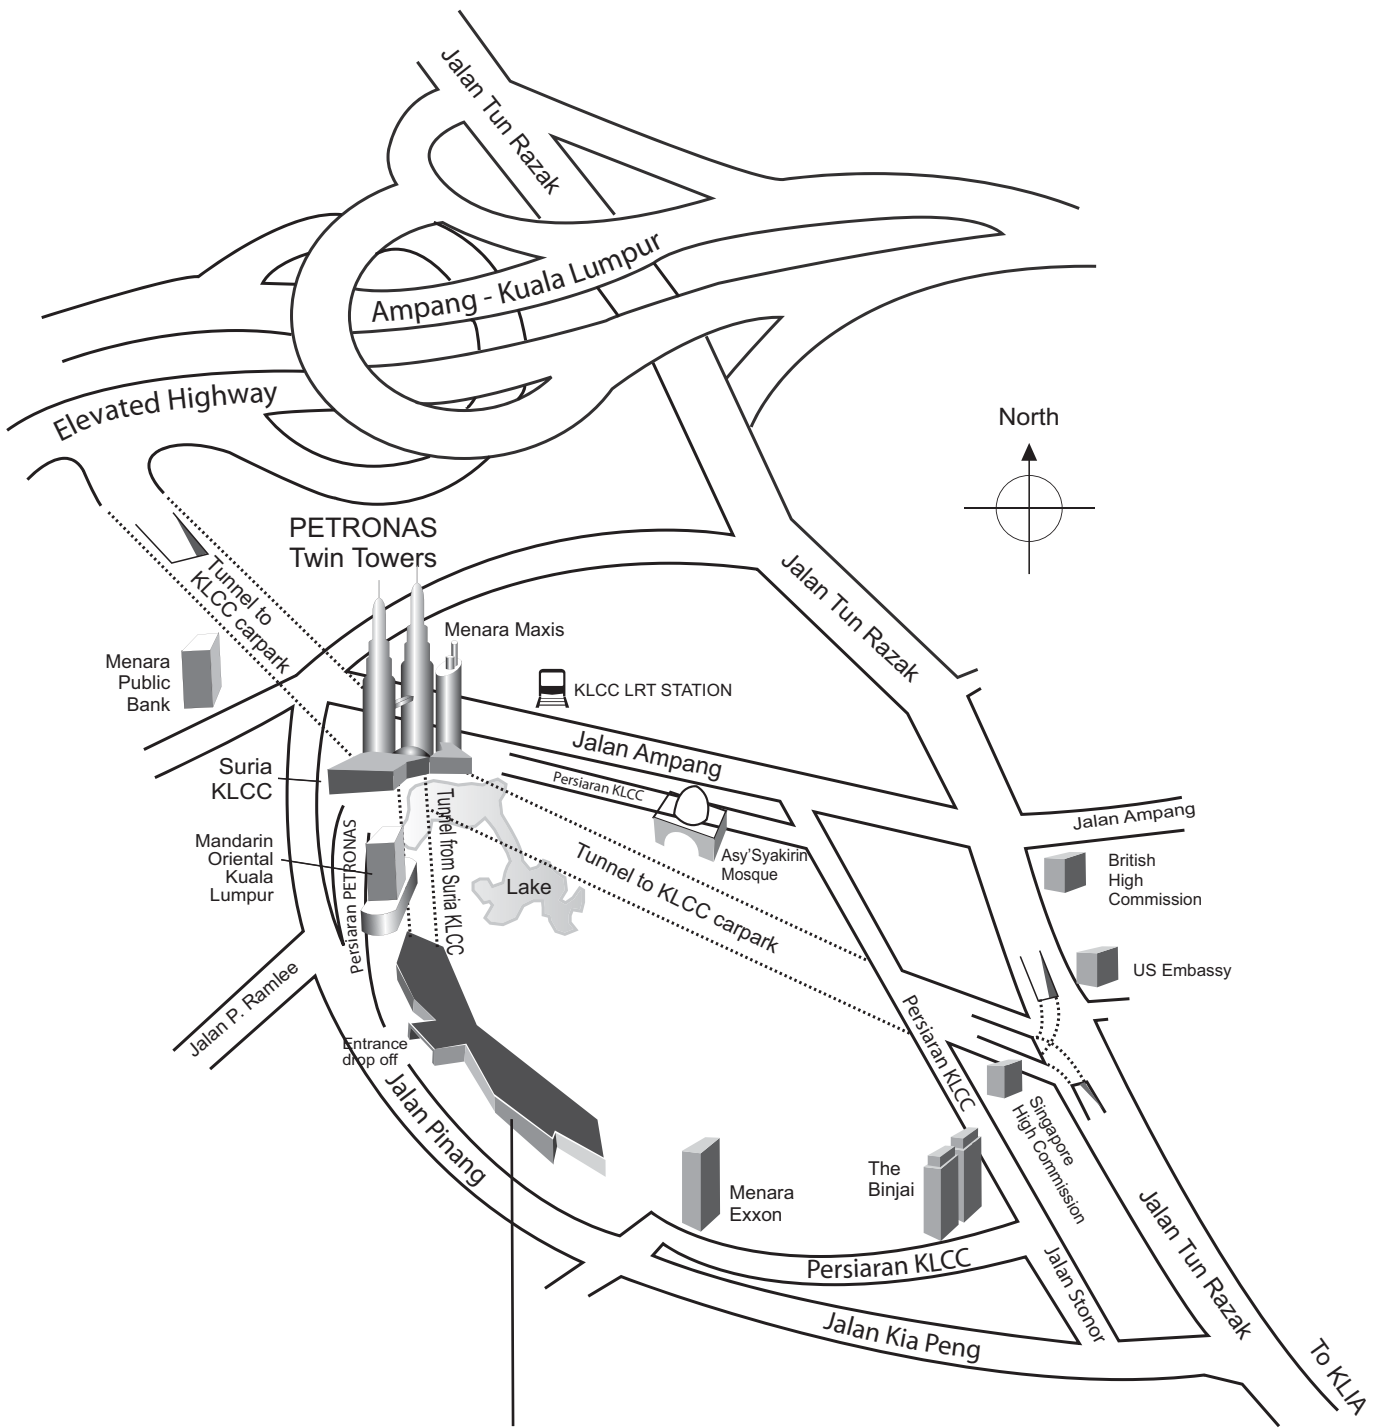 Jalan Tun Razak
Ampang - Kuala Lumpur
Elevated Highway
North
PETRONAS
Twin Towers
Tunnel to
KLCC carpark
Jalan Tun Razak
Menara Maxis
Menara
Public
Bank
KLCC LRT STATION
Jalan Ampang
Suria
KLCC
Persiaran KLCC
Jalan Ampang
Mandarin
Oriental
Kuala
Lumpur
Persiaran PETRONAS
Tunnel from Suria KLCC
Asy'Syakirin
Mosque
Tunnel to KLCC carpark
Lake
British
High
Commission
US Embassy
Jalan P. Ramlee
Entrance
drop off
Persiaran KLCC
Singapore
High Commission
Jalan Pinang
Menara
Exxon
The
Binjai
Jalan Tun Razak
Persiaran KLCC
Jalan Stonor
Jalan Kia Peng
To KLIA